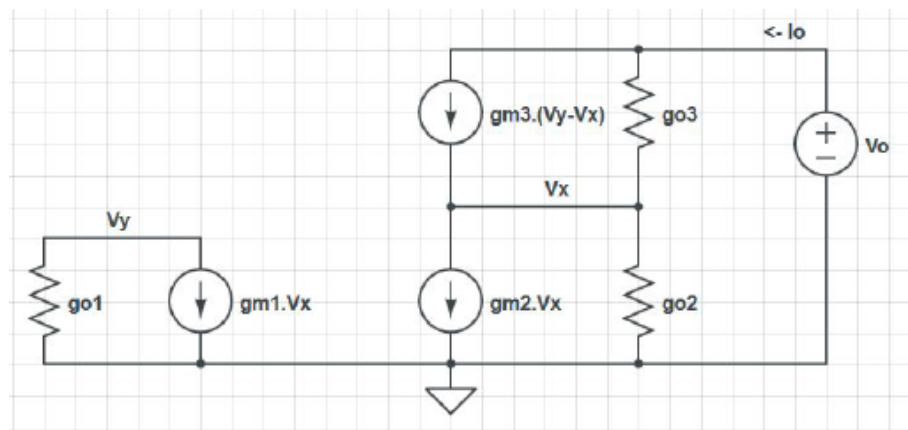 <- Io
gm3.(Vy-Vx)
go3
+
−
Vo
Vx
Vy
go1
gm1.Vx
gm2.Vx
go2